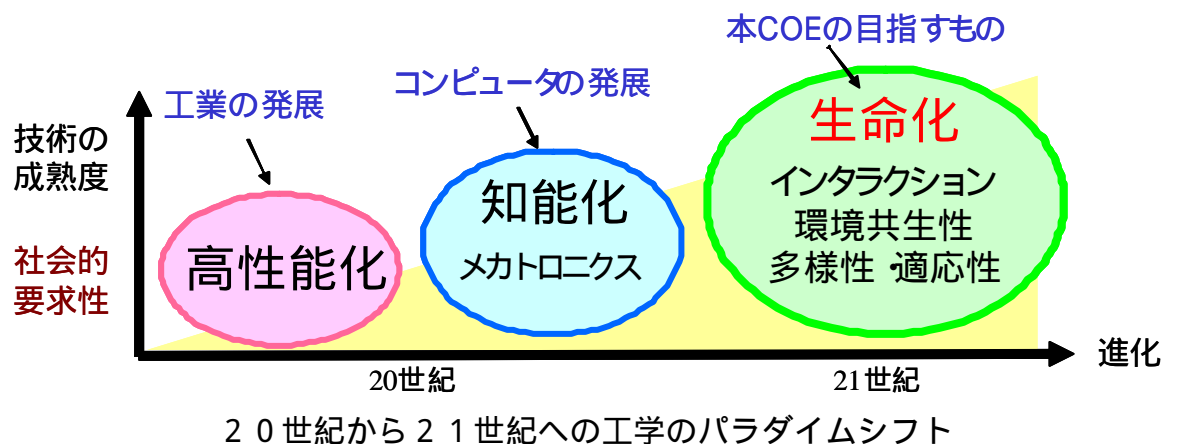 本COEの目指すもの
コンピュータの発展
工業の発展
技術の
成熟度
社会的
要求性
高性能化
知能化
メカトロニクス
生命化
インタラクション
環境共生性
多様性・適応性
進化
20世紀
21世紀
２０世紀から２１世紀への工学のパラダイムシフト